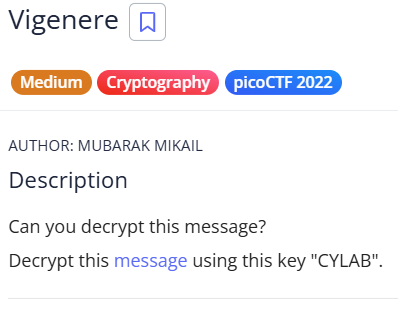 Vigenere
Medium Cryptography picoCTF 2022
AUTHOR: MUBARAK MIKAIL
Description
Can you decrypt this message?
Decrypt this message using this key "CYLAB".